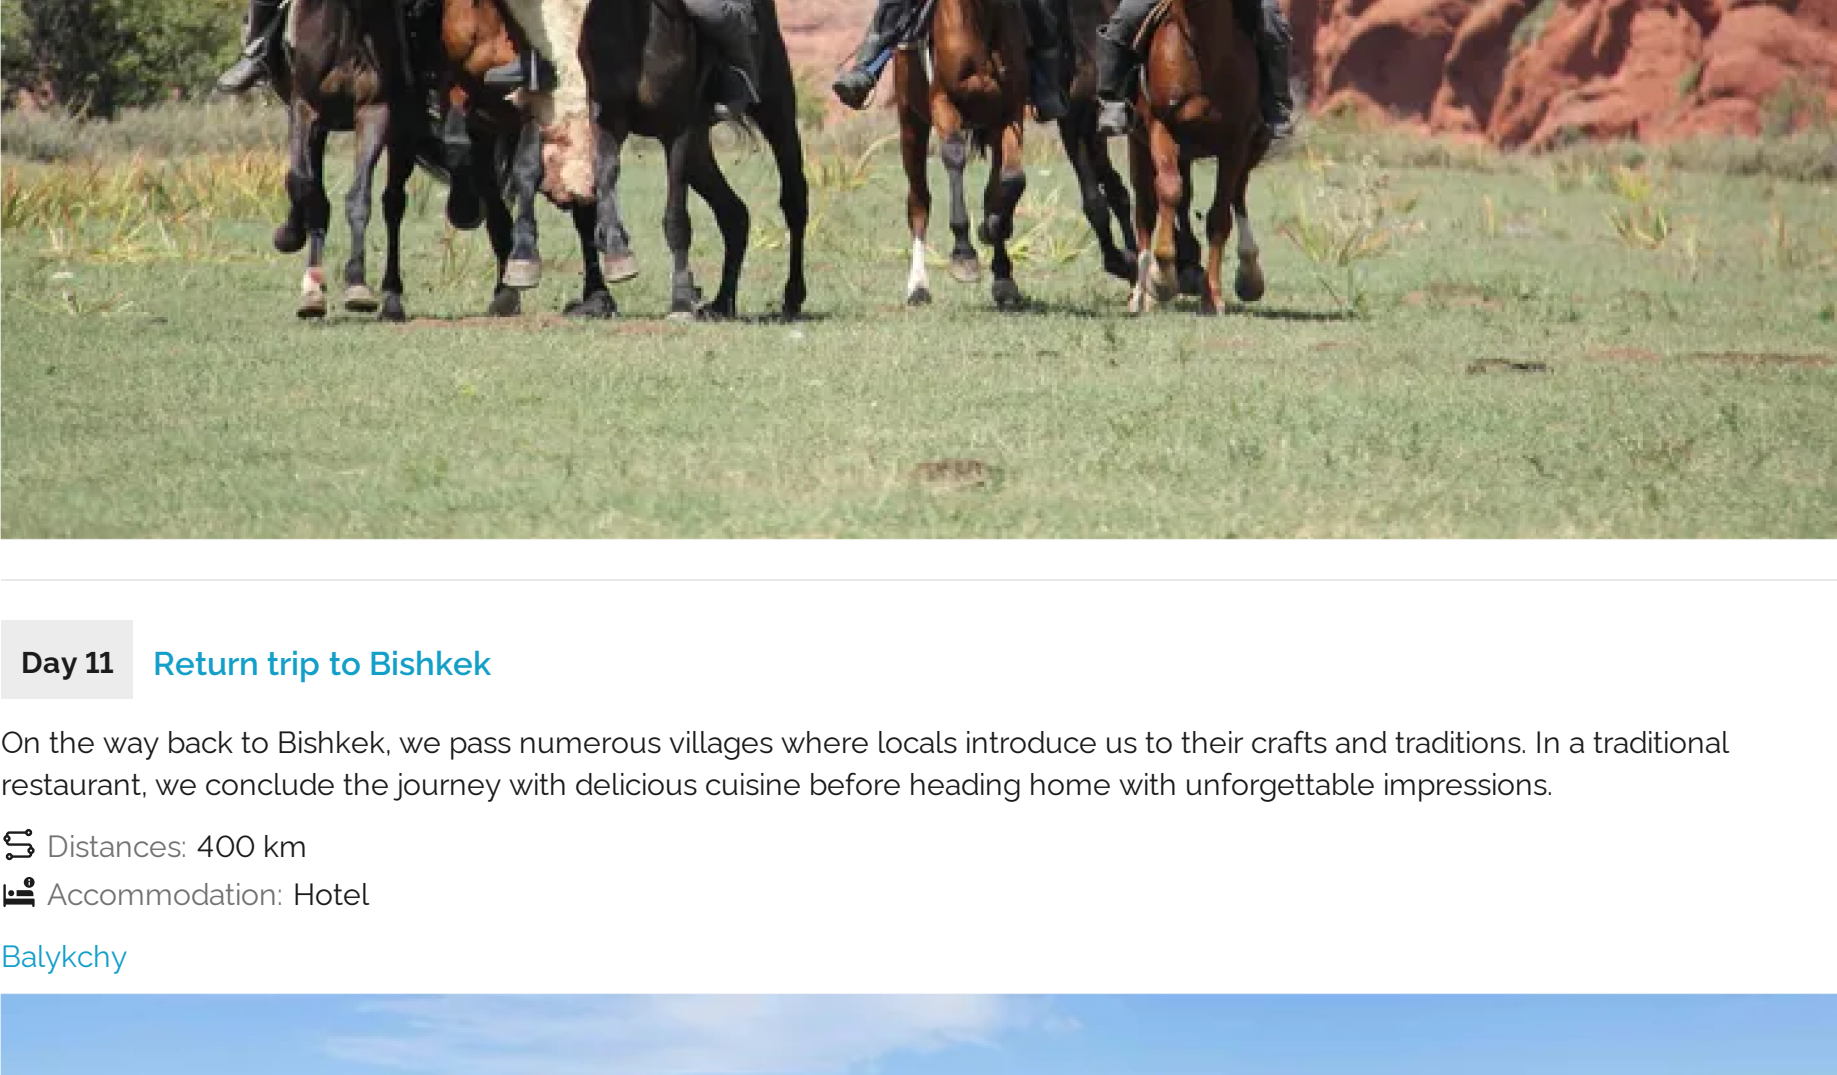 Day 11
Return trip to Bishkek
On the way back to Bishkek, we pass numerous villages where locals introduce us to their crafts and traditions. In a traditional
restaurant, we conclude the journey with delicious cuisine before heading home with unforgettable impressions.
Distances: 400 km
Accommodation: Hotel
Balykchy